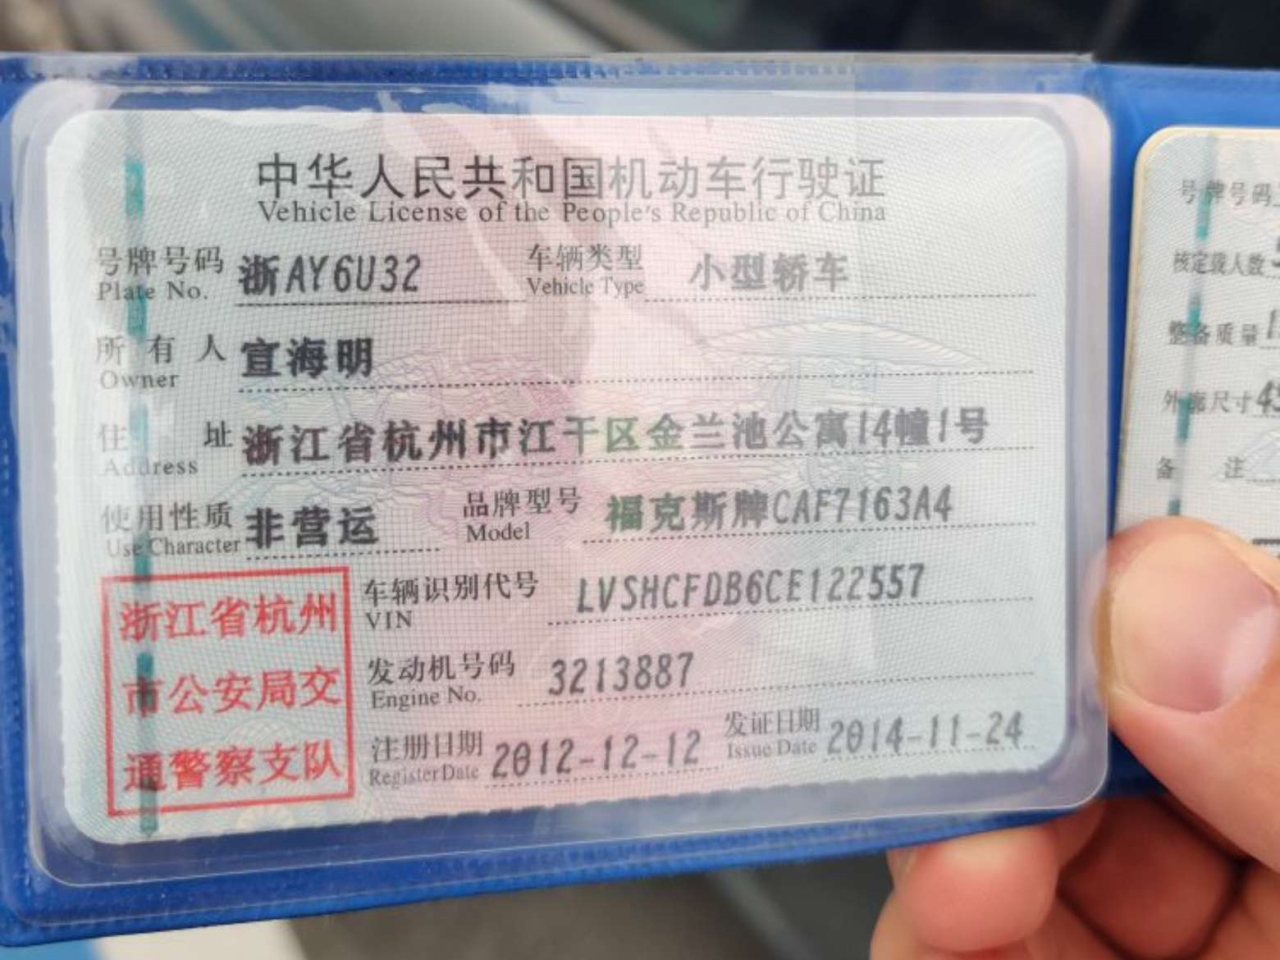 中华人民共和国机动车行驶证
Vehicle License of the People's Republic of China
号牌号码 浙AY6U32 车辆类型 小型轿车
Plate No. Vehicle Type
所有人 宣海明
Owner
住址 浙江省杭州市江干区金兰池公寓14幢1号
Address
使用性质 非营运 品牌型号 福克斯牌CAF7163A4
Use Character Model
浙江省杭州
市公安局交
通警察支队
车辆识别代号 LVSHCFDB6CE122557
VIN
发动机号码 3213887
Engine No.
注册日期 2012-12-12 发证日期 2014-11-24
Register Date Issue Date
号牌号码
核定载人数
整备质量
外廓尺寸
备注